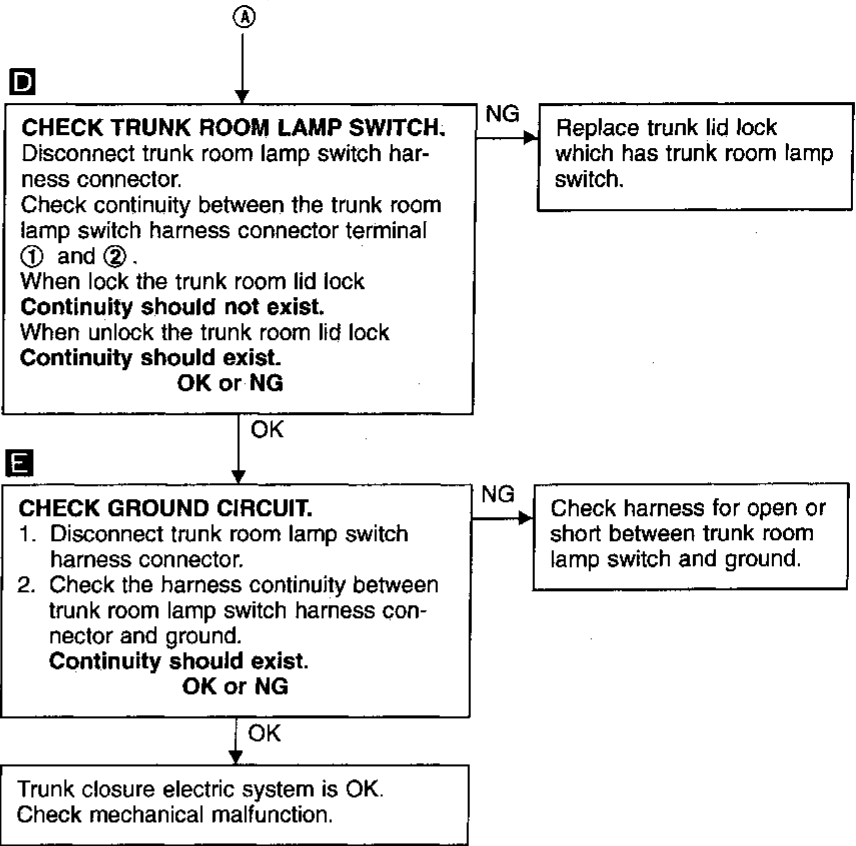 Ⓐ
D
CHECK TRUNK ROOM LAMP SWITCH.
Disconnect trunk room lamp switch har-
ness connector.
Check continuity between the trunk room
lamp switch harness connector terminal
① and ②.
When lock the trunk room lid lock
Continuity should not exist.
When unlock the trunk room lid lock
Continuity should exist.
OK or NG
NG
Replace trunk lid lock
which has trunk room lamp
switch.
OK
E
CHECK GROUND CIRCUIT.
1. Disconnect trunk room lamp switch
harness connector.
2. Check the harness continuity between
trunk room lamp switch harness con-
nector and ground.
Continuity should exist.
OK or NG
NG
Check harness for open or
short between trunk room
lamp switch and ground.
OK
Trunk closure electric system is OK.
Check mechanical malfunction.